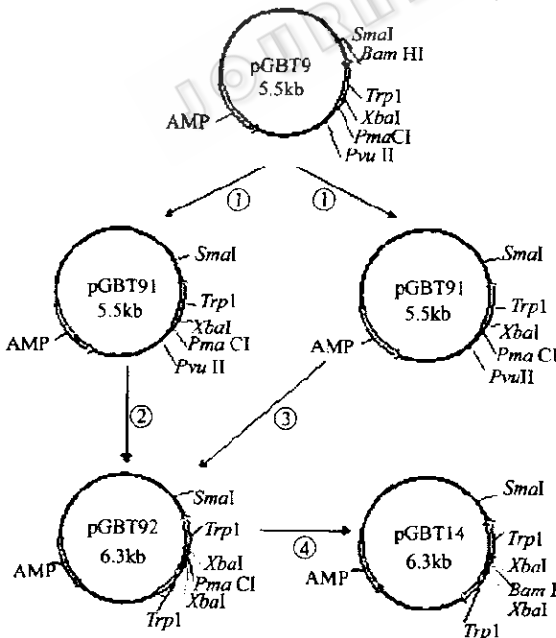 SmaI
Bam HI
pGBT9
5.5kb
Trp1
XbaI
AMP
PmaCI
Pvu II
① ①
SmaI
pGBT91
5.5kb
Trp1
XbaI
AMP
Pma CI
Pvu II
SmaI
pGBT91
5.5kb
Trp1
XbaI
AMP
Pma CI
PvuII
② ③
SmaI
pGBT92
6.3kb
Trp1
XbaI
AMP
Pma CI
XbaI
Trp1
④
SmaI
pGBT14
6.3kb
Trp1
XbaI
AMP
Bam
XbaI
Trp1